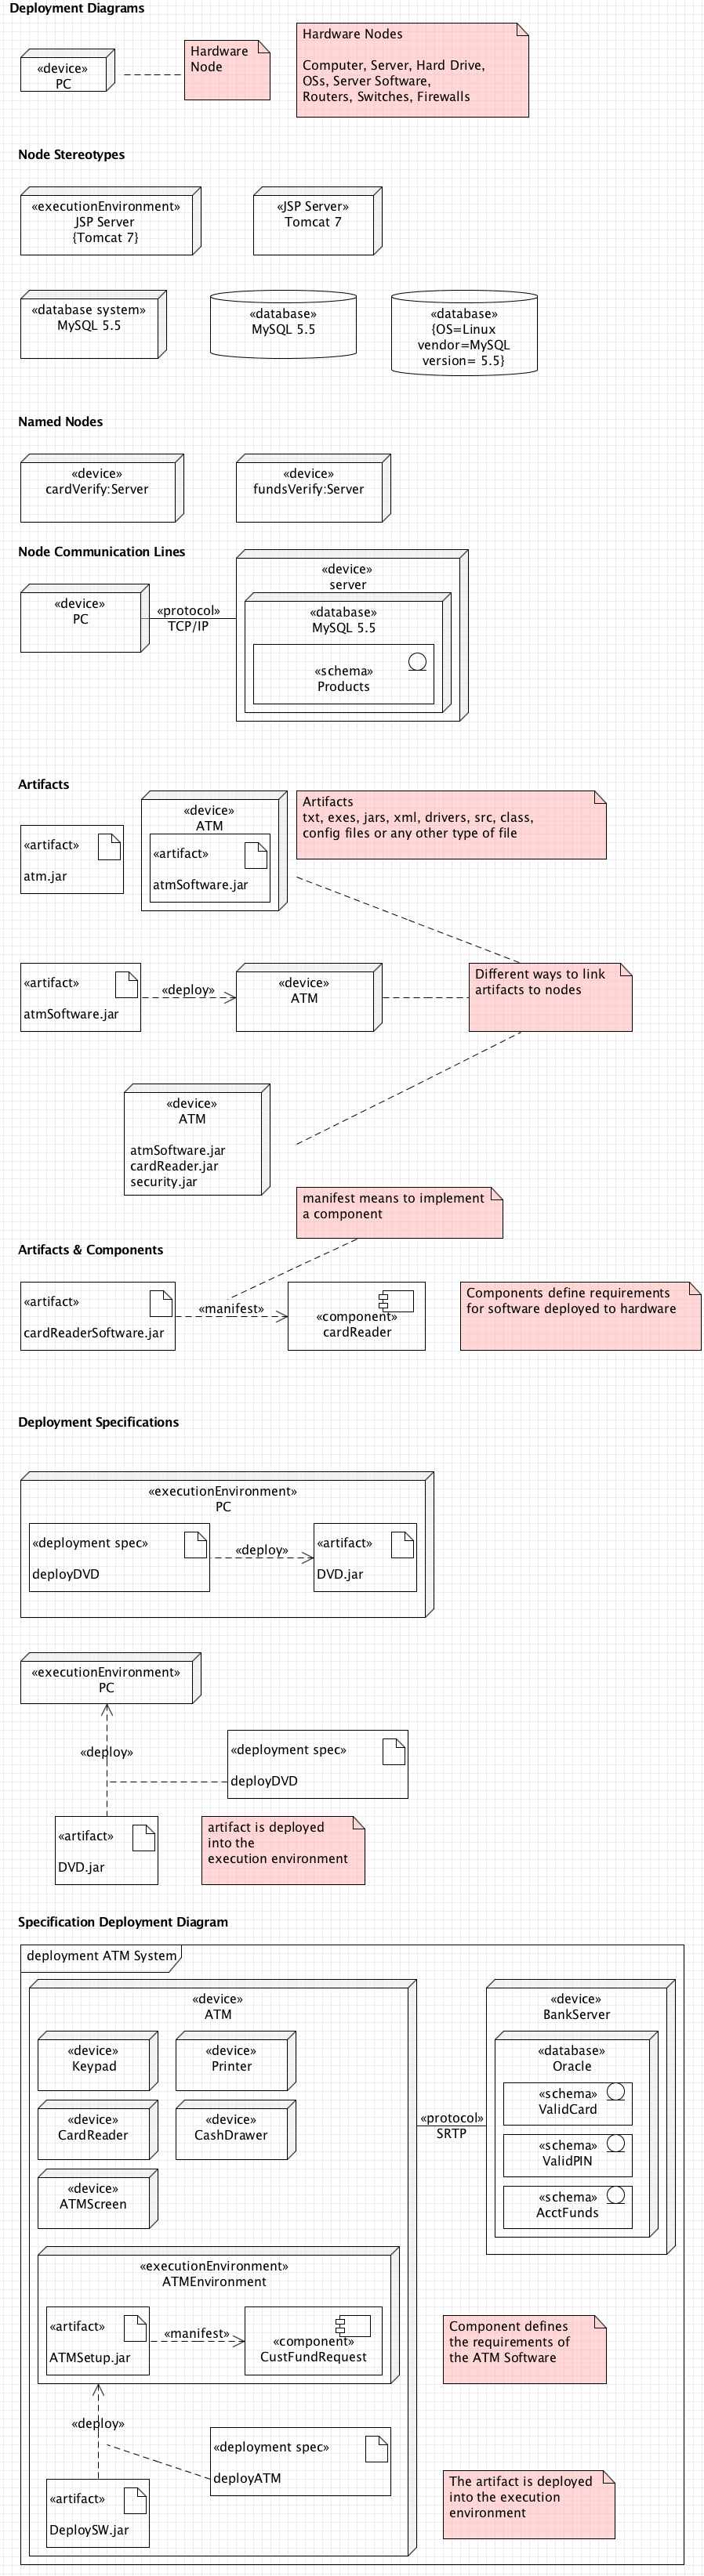 Deployment Diagrams
«device»
PC
Hardware
Node
Hardware Nodes
Computer, Server, Hard Drive,
OSs, Server Software,
Routers, Switches, Firewalls
Node Stereotypes
«executionEnvironment»
JSP Server
{Tomcat 7}
«JSP Server»
Tomcat 7
«database system»
MySQL 5.5
«database»
MySQL 5.5
«database»
{OS=Linux
vendor=MySQL
version= 5.5}
Named Nodes
«device»
cardVerify:Server
«device»
fundsVerify:Server
Node Communication Lines
«device»
PC
«protocol»
TCP/IP
«device»
server
«database»
MySQL 5.5
«schema»
Products
Artifacts
«artifact»
atm.jar
«device»
ATM
«artifact»
atmSoftware.jar
Artifacts
txt, exes, jars, xml, drivers, src, class,
config files or any other type of file
«artifact»
atmSoftware.jar
«deploy»
«device»
ATM
Different ways to link
artifacts to nodes
«device»
ATM
atmSoftware.jar
cardReader.jar
security.jar
manifest means to implement
a component
Artifacts & Components
«artifact»
cardReaderSoftware.jar
«manifest»
«component»
cardReader
Components define requirements
for software deployed to hardware
Deployment Specifications
«executionEnvironment»
PC
«deployment spec»
deployDVD
«deploy»
«artifact»
DVD.jar
«executionEnvironment»
PC
«deploy»
«deployment spec»
deployDVD
«artifact»
DVD.jar
artifact is deployed
into the
execution environment
Specification Deployment Diagram
deployment ATM System
«device»
ATM
«device»
Keypad
«device»
Printer
«device»
CardReader
«device»
CashDrawer
«device»
ATMScreen
«protocol»
SRTP
«device»
BankServer
«database»
Oracle
«schema»
ValidCard
«schema»
ValidPIN
«schema»
AcctFunds
«executionEnvironment»
ATMEnvironment
«artifact»
ATMSetup.jar
«manifest»
«component»
CustFundRequest
Component defines
the requirements of
the ATM Software
«deploy»
«deployment spec»
deployATM
«artifact»
DeploySW.jar
The artifact is deployed
into the execution
environment